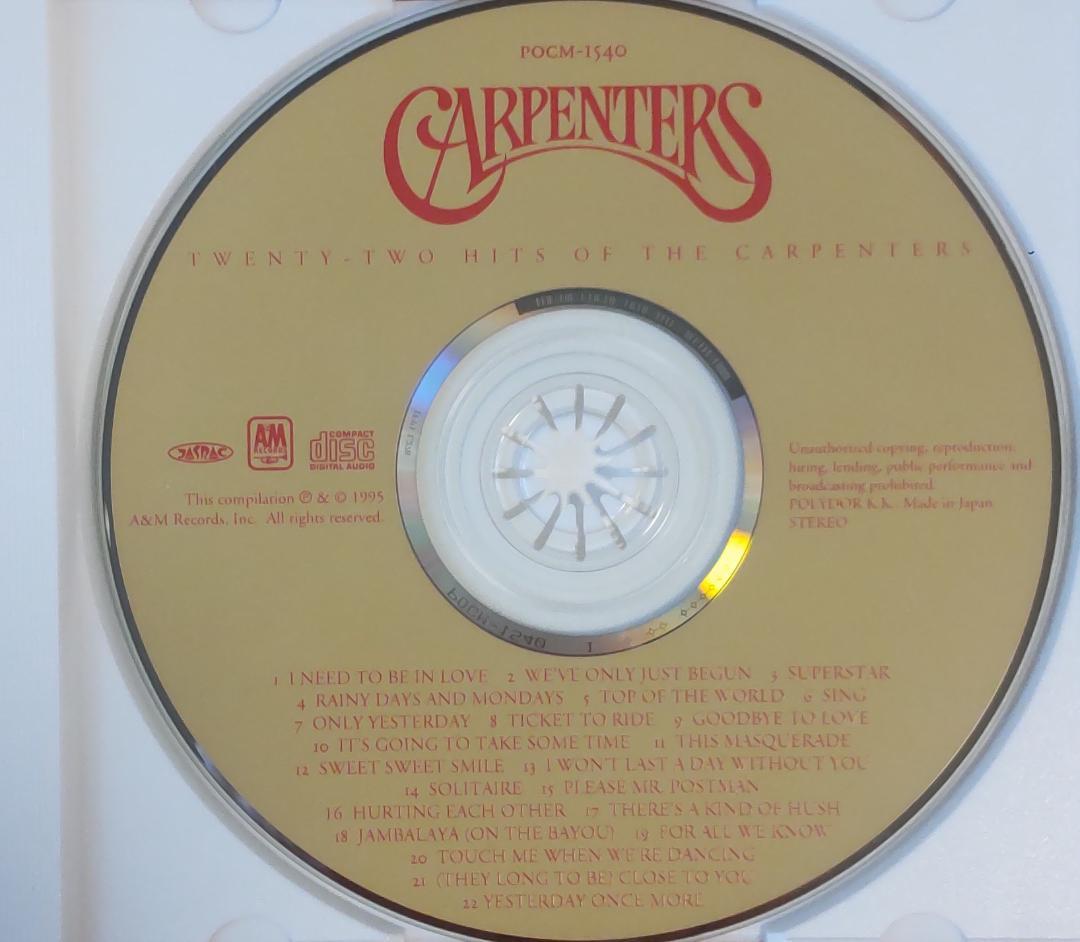 POCM-1540
CARPENTERS
TWENTY-TWO HITS OF THE CARPENTERS
JASRAC
A&M RECORDS
COMPACT disc DIGITAL AUDIO
This compilation ℗ & © 1995
A&M Records, Inc. All rights reserved.
Unauthorized copying, reproduction,
hiring, lending, public performance and
broadcasting prohibited.
POLYDOR K.K. Made in Japan
STEREO
POCM-1540 1
1 I NEED TO BE IN LOVE 2 WE'VE ONLY JUST BEGUN 3 SUPERSTAR
4 RAINY DAYS AND MONDAYS 5 TOP OF THE WORLD 6 SING
7 ONLY YESTERDAY 8 TICKET TO RIDE 9 GOODBYE TO LOVE
10 IT'S GOING TO TAKE SOME TIME 11 THIS MASQUERADE
12 SWEET SWEET SMILE 13 I WON'T LAST A DAY WITHOUT YOU
14 SOLITAIRE 15 PLEASE MR. POSTMAN
16 HURTING EACH OTHER 17 THERE'S A KIND OF HUSH
18 JAMBALAYA (ON THE BAYOU) 19 FOR ALL WE KNOW
20 TOUCH ME WHEN WE'RE DANCING
21 (THEY LONG TO BE) CLOSE TO YOU
22 YESTERDAY ONCE MORE